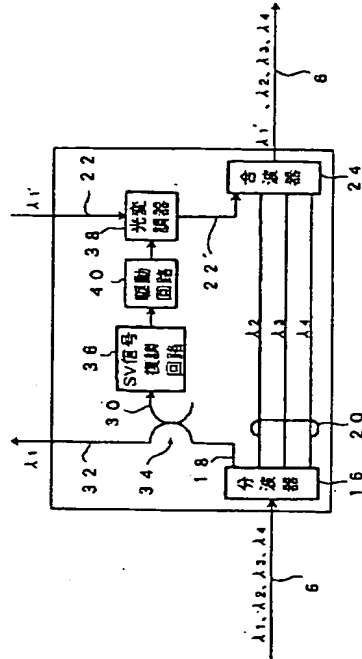 λ1
λ1'
32
22
34
30
36
SV信号
復調
回路
40
駆動
回路
38
光変
調器
22'
18
分波器
16
20
λ2
λ3
λ4
合波器
24
λ1、λ2、λ3、λ4
6
λ1'、λ2、λ3、λ4
6